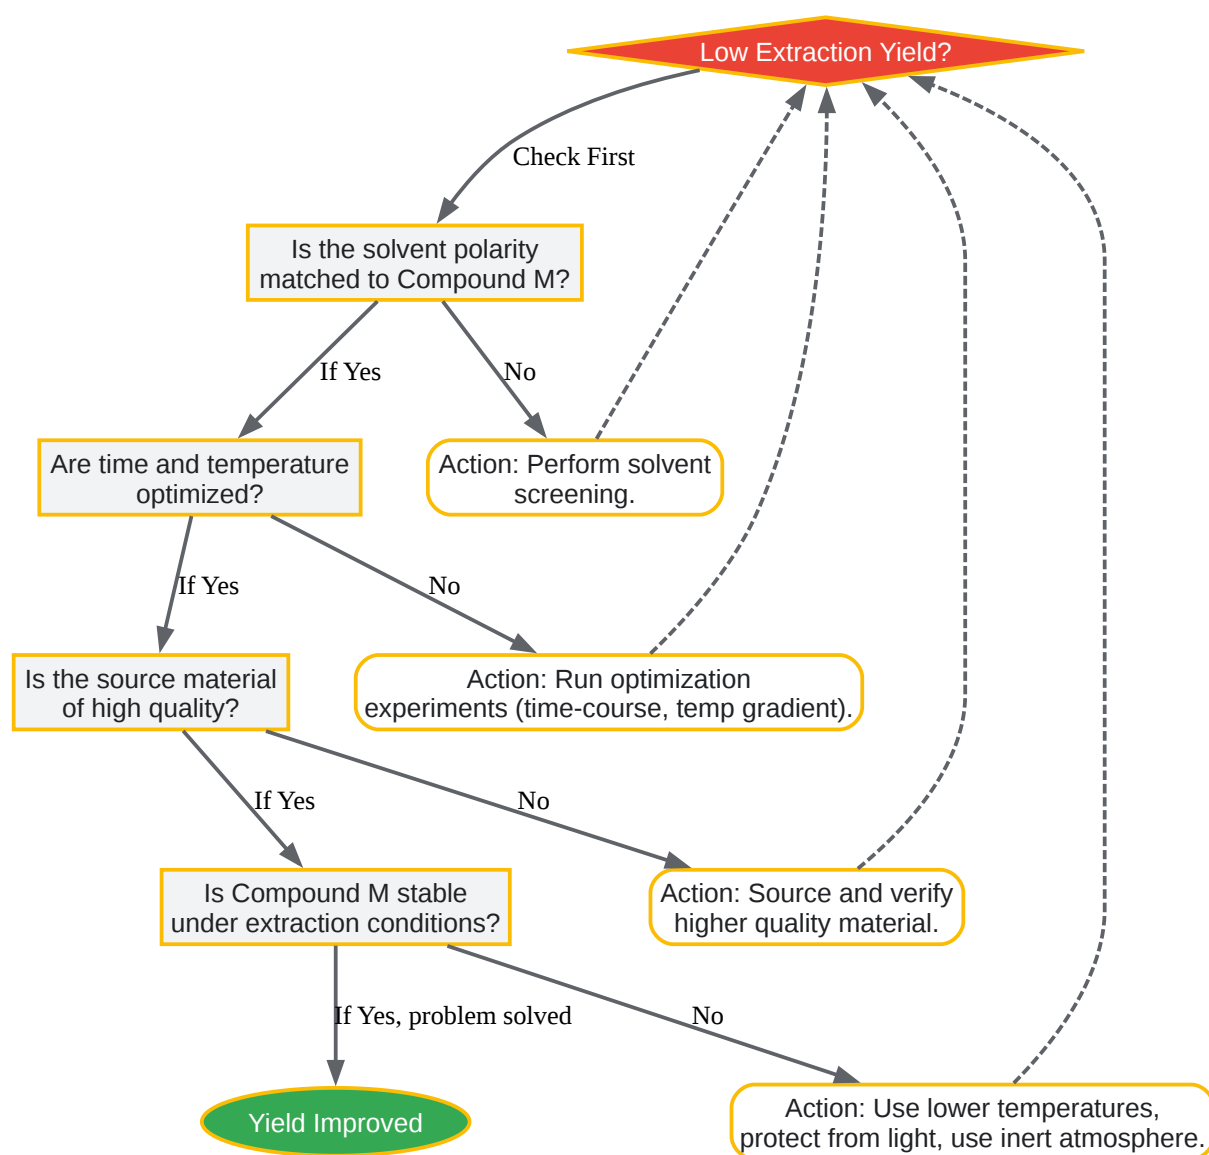 Low Extraction Yield?
Check First
Is the solvent polarity
matched to Compound M?
If Yes
No
Are time and temperature
optimized?
Action: Perform solvent
screening.
If Yes
No
Is the source material
of high quality?
Action: Run optimization
experiments (time-course, temp gradient).
If Yes
No
Is Compound M stable
under extraction conditions?
Action: Source and verify
higher quality material.
If Yes, problem solved
No
Yield Improved
Action: Use lower temperatures,
protect from light, use inert atmosphere.